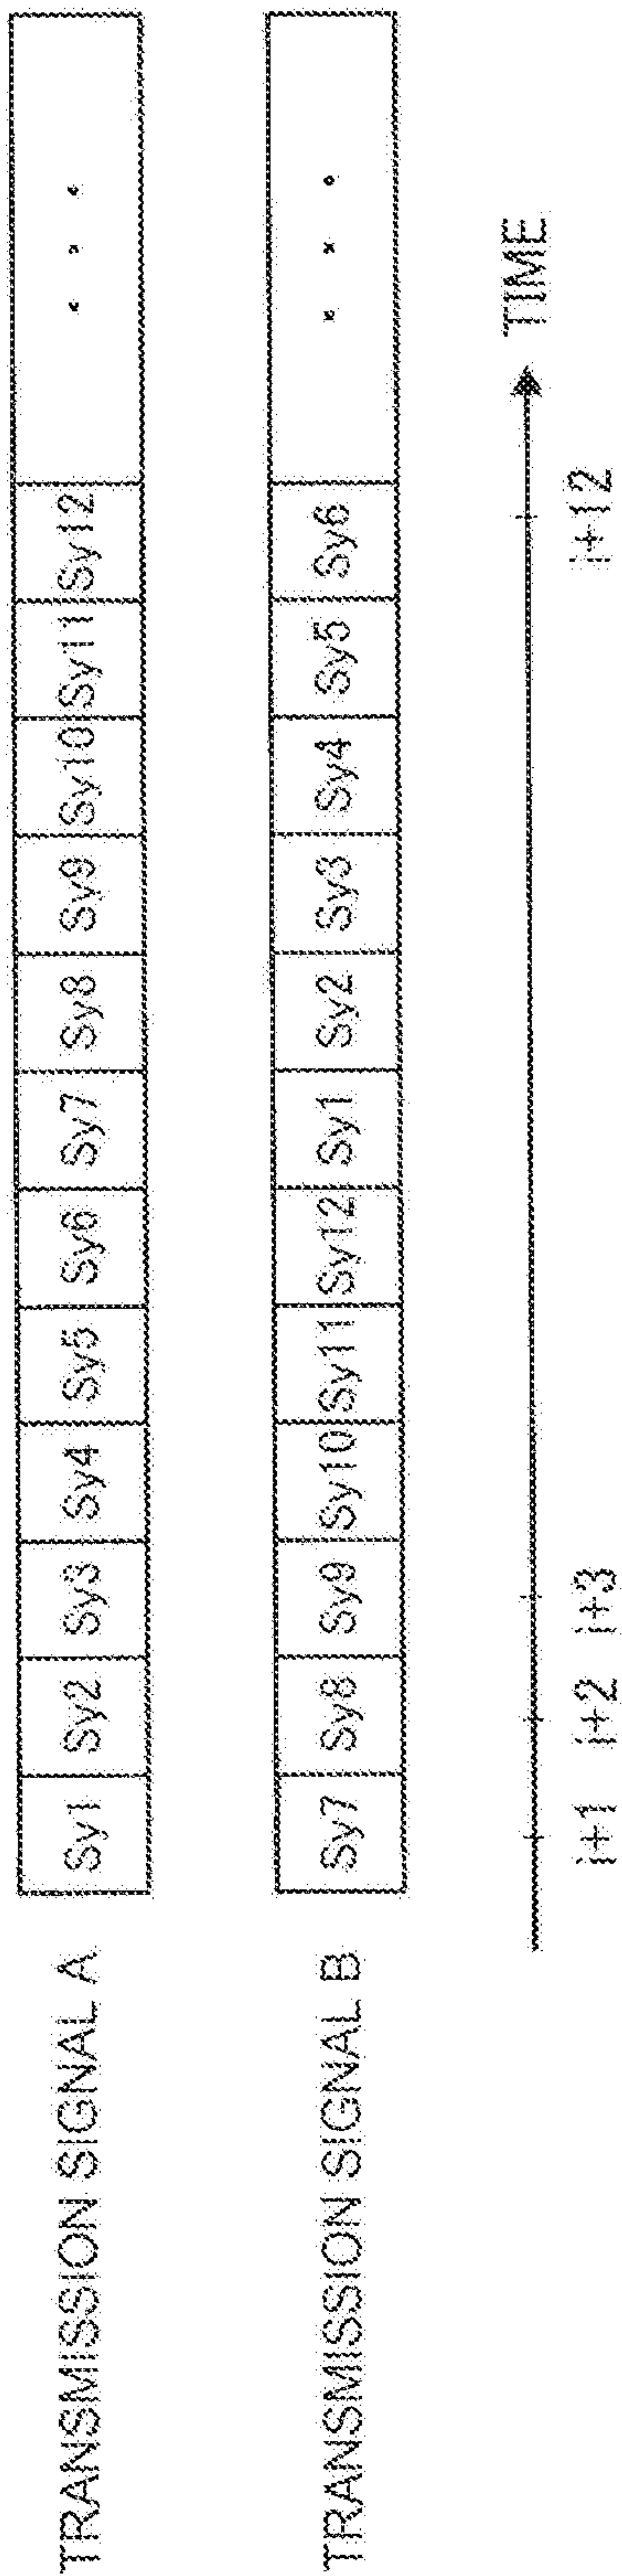 TRANSMISSION SIGNAL A Sy1 Sy2 Sy3 Sy4 Sy5 Sy6 Sy7 Sy8 Sy9 Sy10 Sy11 Sy12 . . .
TRANSMISSION SIGNAL B Sy7 Sy8 Sy9 Sy10 Sy11 Sy12 Sy1 Sy2 Sy3 Sy4 Sy5 Sy6 . . .
TIME
i+1 i+2 i+3 i+12